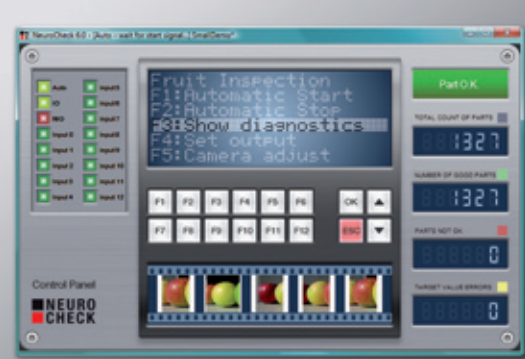 NeuroCheck 6.0 - [Auto - wait for start signal...] SmallDemo*]
Auto
IO
NIO
Input 0
Input 1
Input 2
Input 3
Input 4
Input 5
Input 6
Input 7
Input 8
Input 9
Input 10
Input 11
Input 12
Fruit Inspection
F1:Automatic Start
F2:Automatic Stop
F3:Show diagnostics
F4:Set output
F5:Camera adjust
F1 F2 F3 F4 F5 F6 OK
F7 F8 F9 F10 F11 F12 ESC
Part O.K.
TOTAL COUNT OF PARTS
1327
NUMBER OF GOOD PARTS
1327
PARTS NOT OK
0
TARGET VALUE ERRORS
0
Control Panel
NEURO
CHECK